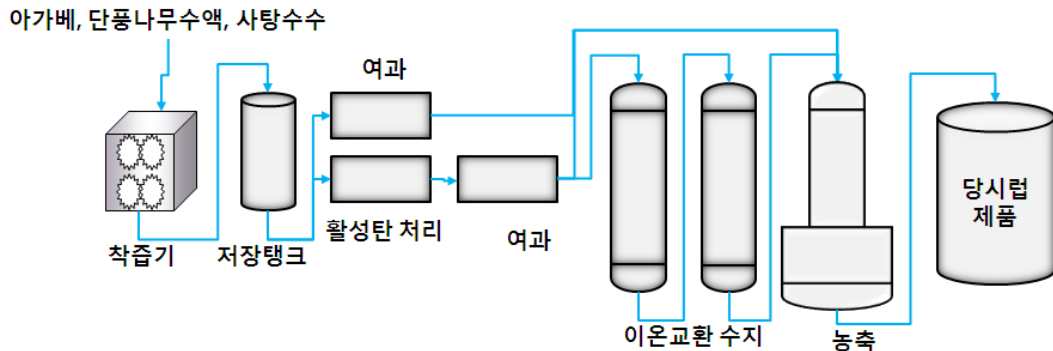 아가베, 단풍나무수액, 사탕수수
여과
착즙기
저장탱크
활성탄 처리
여과
이온교환 수지
농축
당시럽
제품